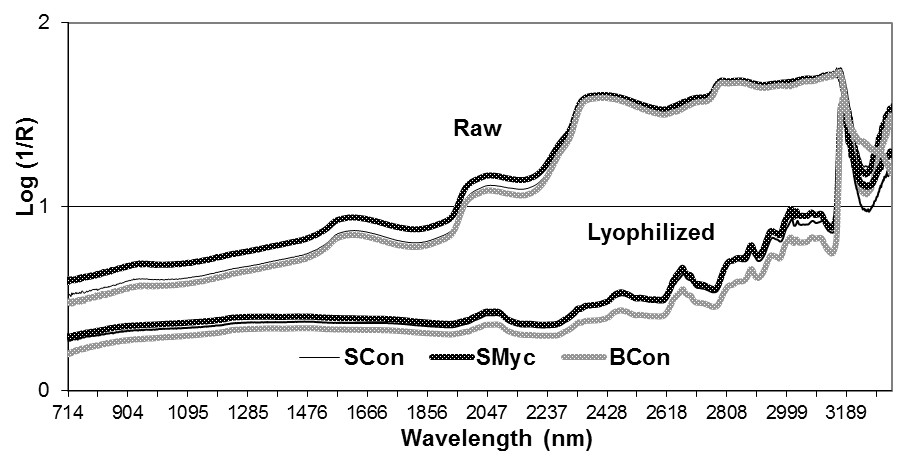 2
Log (1/R)
Raw
1
Lyophilized
SCon SMyc BCon
0
714 904 1095 1285 1476 1666 1856 2047 2237 2428 2618 2808 2999 3189
Wavelength (nm)